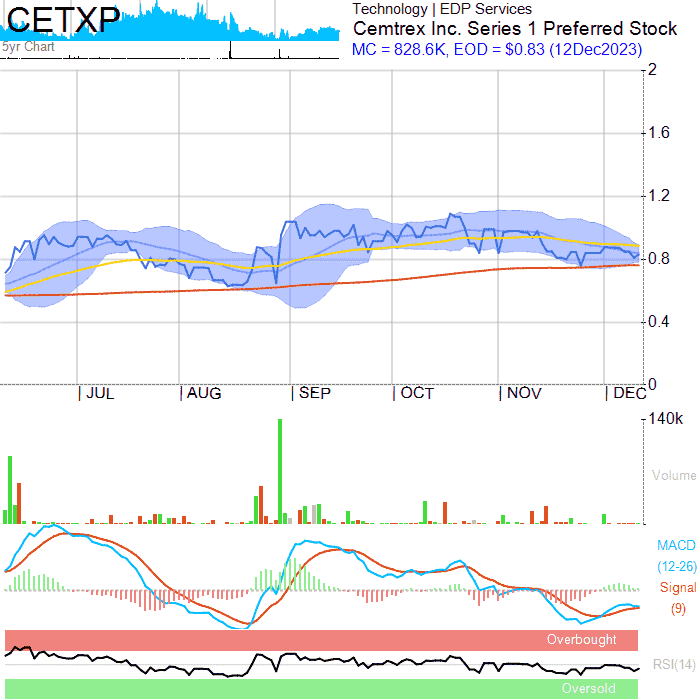 CETXP
Technology | EDP Services
Cemtrex Inc. Series 1 Preferred Stock
MC = 828.6K, EOD = $0.83 (12Dec2023)
5yr Chart
2
1.6
1.2
0.8
0.4
0
| JUL | AUG | SEP | OCT | NOV | DEC
140k
Volume
MACD
(12-26)
Signal
(9)
Overbought
RSI(14)
Oversold